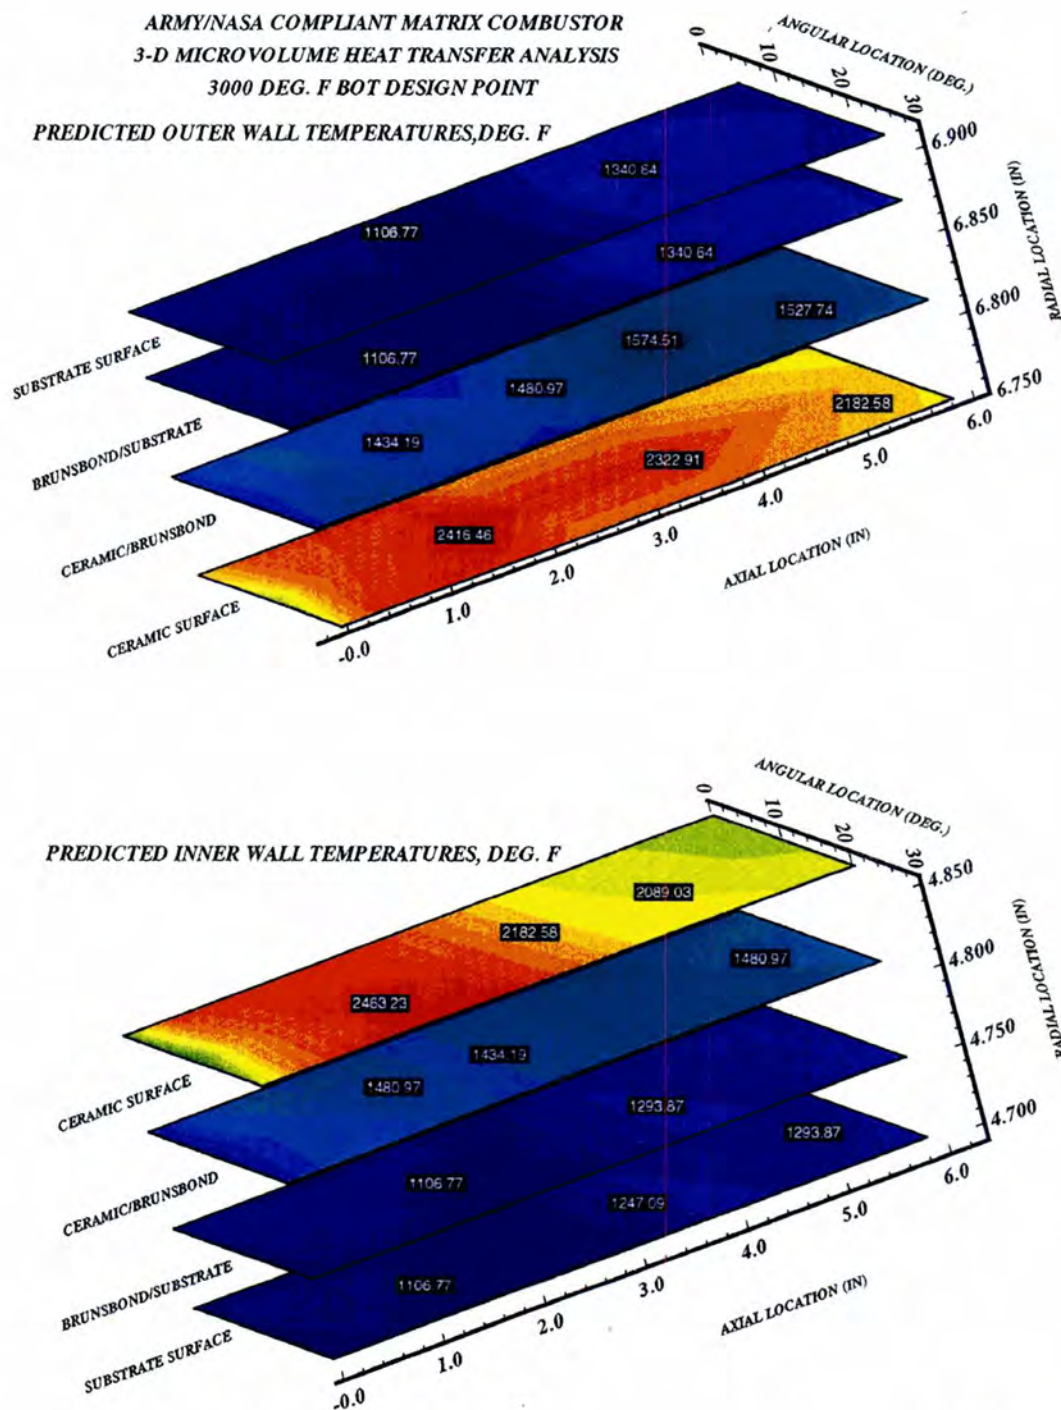 ARMY/NASA COMPLIANT MATRIX COMBUSTOR
3-D MICROVOLUME HEAT TRANSFER ANALYSIS
3000 DEG. F BOT DESIGN POINT
PREDICTED OUTER WALL TEMPERATURES,DEG. F
ANGULAR LOCATION (DEG.)
0
10
20
30
6.900
6.850
6.800
6.750
RADIAL LOCATION (IN)
1340.64
1106.77
1340.64
1106.77
1527.74
1574.51
1480.97
1434.19
2182.58
2322.91
2416.46
SUBSTRATE SURFACE
BRUNSBOND/SUBSTRATE
CERAMIC/BRUNSBOND
CERAMIC SURFACE
-0.0
1.0
2.0
3.0
4.0
5.0
6.0
AXIAL LOCATION (IN)
PREDICTED INNER WALL TEMPERATURES, DEG. F
ANGULAR LOCATION (DEG.)
0
10
20
30
4.850
4.800
4.750
4.700
RADIAL LOCATION (IN)
2089.03
2182.58
2463.23
1480.97
1434.19
1480.97
1293.87
1106.77
1293.87
1247.09
1106.77
CERAMIC SURFACE
CERAMIC/BRUNSBOND
BRUNSBOND/SUBSTRATE
SUBSTRATE SURFACE
-0.0
1.0
2.0
3.0
4.0
5.0
6.0
AXIAL LOCATION (IN)